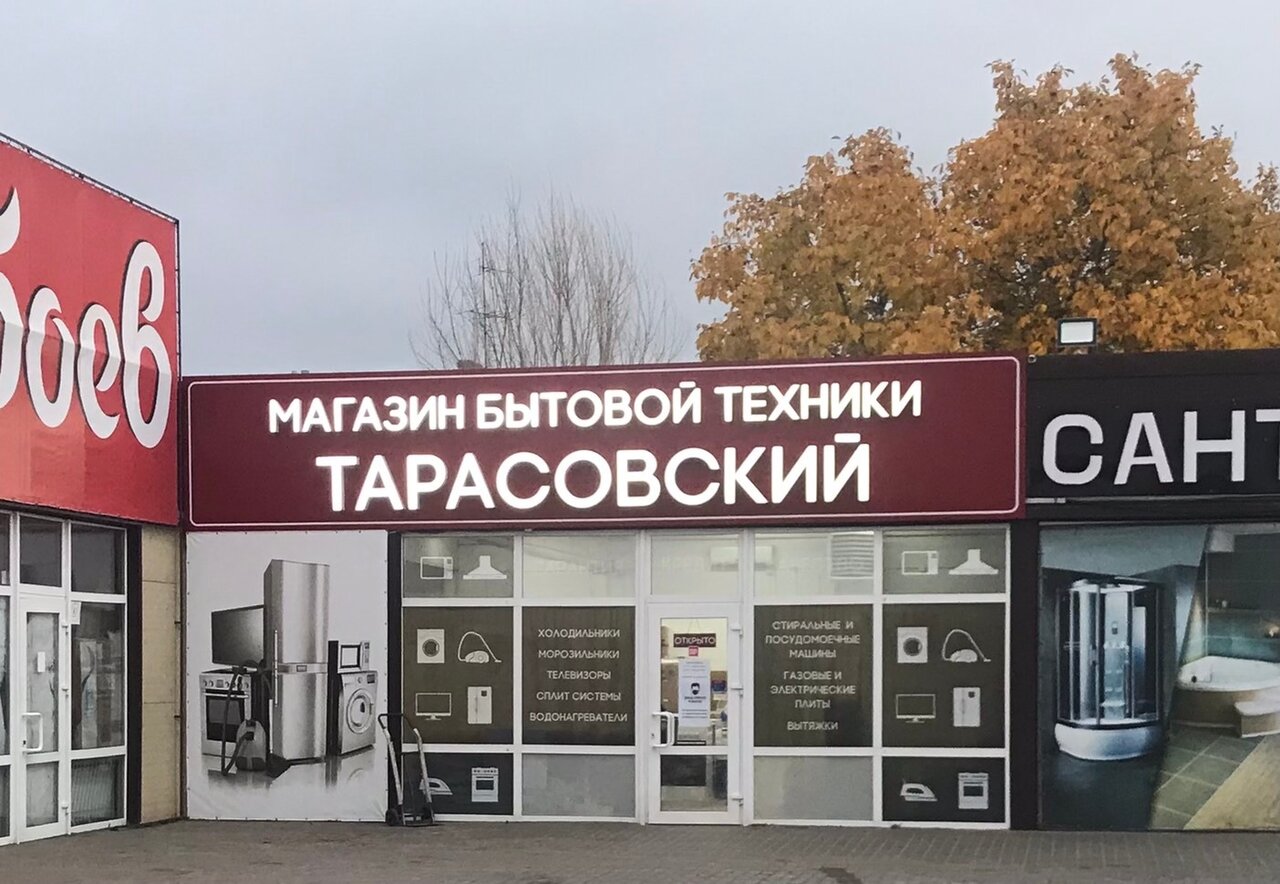 боев
МАГАЗИН БЫТОВОЙ ТЕХНИКИ
ТАРАСОВСКИЙ
САНТ
ХОЛОДИЛЬНИКИ
МОРОЗИЛЬНИКИ
ТЕЛЕВИЗОРЫ
СПЛИТ СИСТЕМЫ
ВОДОНАГРЕВАТЕЛИ
ОТКРЫТО
СТИРАЛЬНЫЕ И
ПОСУДОМОЕЧНЫЕ
МАШИНЫ
ГАЗОВЫЕ И
ЭЛЕКТРИЧЕСКИЕ
ПЛИТЫ
ВЫТЯЖКИ